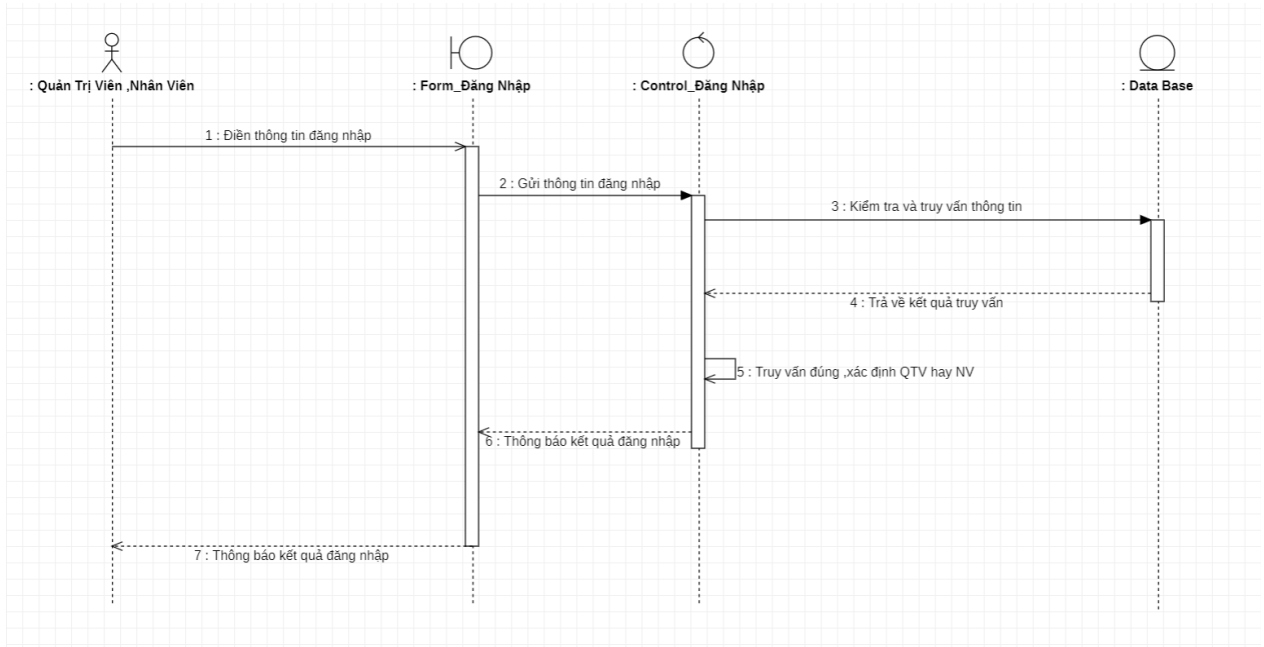 : Quản Trị Viên ,Nhân Viên
: Form_Đăng Nhập
: Control_Đăng Nhập
: Data Base
1 : Điền thông tin đăng nhập
2 : Gửi thông tin đăng nhập
3 : Kiểm tra và truy vấn thông tin
4 : Trả về kết quả truy vấn
5 : Truy vấn đúng ,xác định QTV hay NV
6 : Thông báo kết quả đăng nhập
7 : Thông báo kết quả đăng nhập